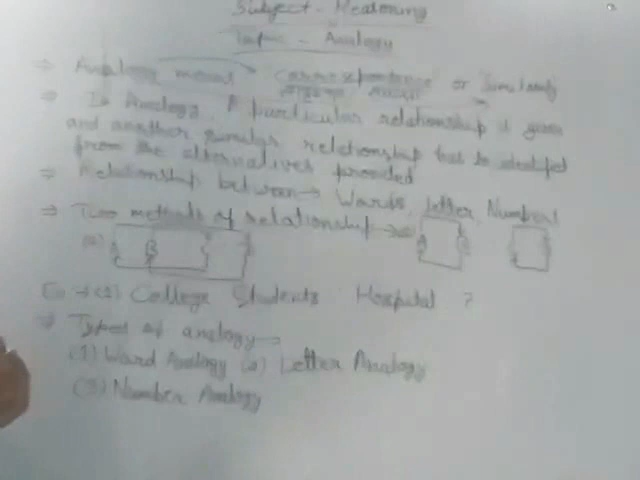 Subject - Reasoning
Topic - Analogy
⇒ Analogy means correspondence or Similarity
⇒ In Analogy, A particular relationship is given
and another relationship has to identified
from the alternatives provided
⇒ Relationship between → Words, Letter, Numbers
⇒ Two methods of relationship →
B
Ex → (1) College Students Hospital ?
⇒ Types of analogy →
(1) Word Analogy (2) Letter Analogy
(3) Number Analogy